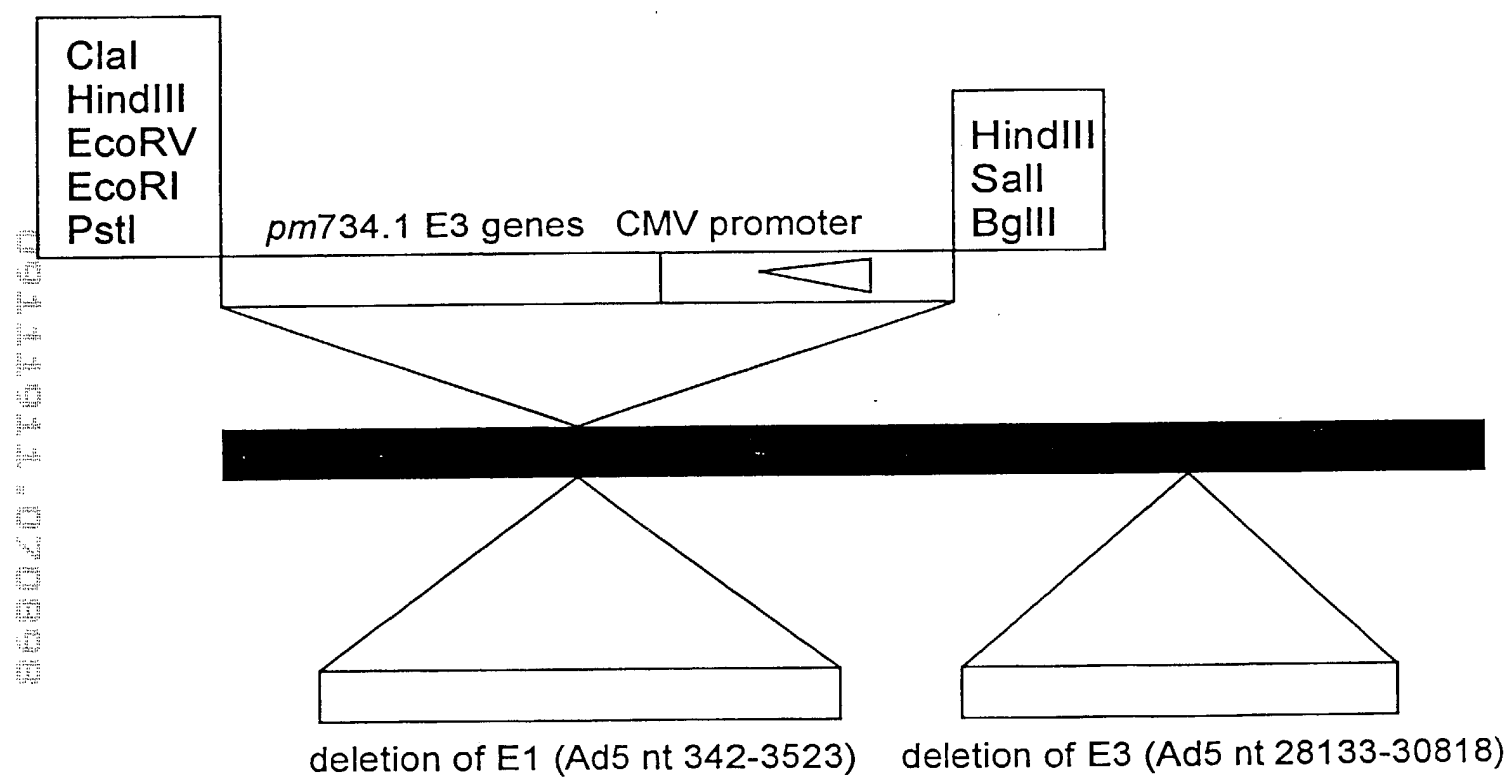 ClaI
HindIII
EcoRV
EcoRI
PstI
HindIII
SalI
BglII
pm734.1 E3 genes
CMV promoter
deletion of E1 (Ad5 nt 342-3523)
deletion of E3 (Ad5 nt 28133-30818)